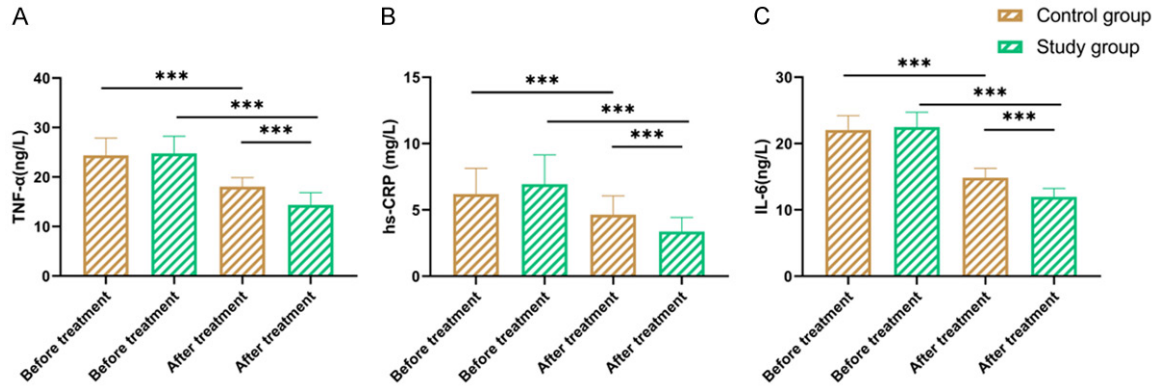 A
B
C
Control group
Study group
TNF-α(ng/L)
40
30
20
10
0
***
***
***
Before treatment
Before treatment
After treatment
After treatment
hs-CRP (mg/L)
15
10
5
0
***
***
***
Before treatment
Before treatment
After treatment
After treatment
IL-6(ng/L)
30
20
10
0
***
***
***
Before treatment
Before treatment
After treatment
After treatment